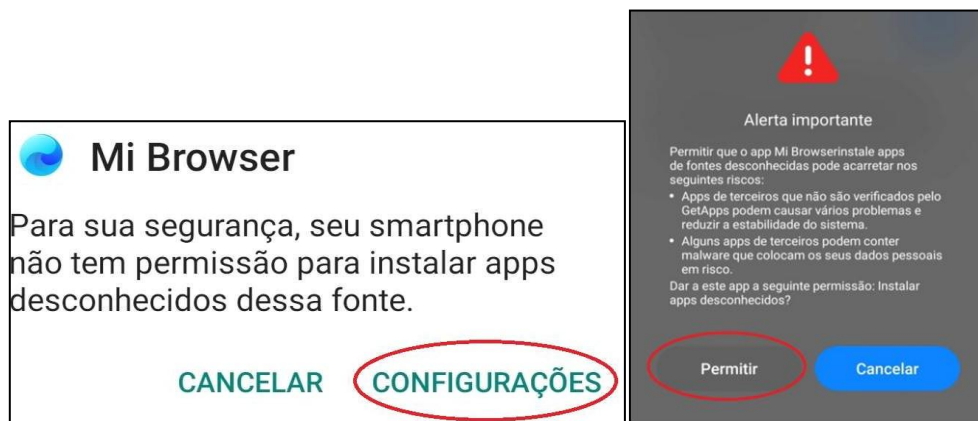 Mi Browser
Para sua segurança, seu smartphone
não tem permissão para instalar apps
desconhecidos dessa fonte.
CANCELAR CONFIGURAÇÕES
Alerta importante
Permitir que o app Mi Browserinstale apps
de fontes desconhecidas pode acarretar nos
seguintes riscos:
• Apps de terceiros que não são verificados pelo
GetApps podem causar vários problemas e
reduzir a estabilidade do sistema.
• Alguns apps de terceiros podem conter
malware que colocam os seus dados pessoais
em risco.
Dar a este app a seguinte permissão: Instalar
apps desconhecidos?
Permitir Cancelar